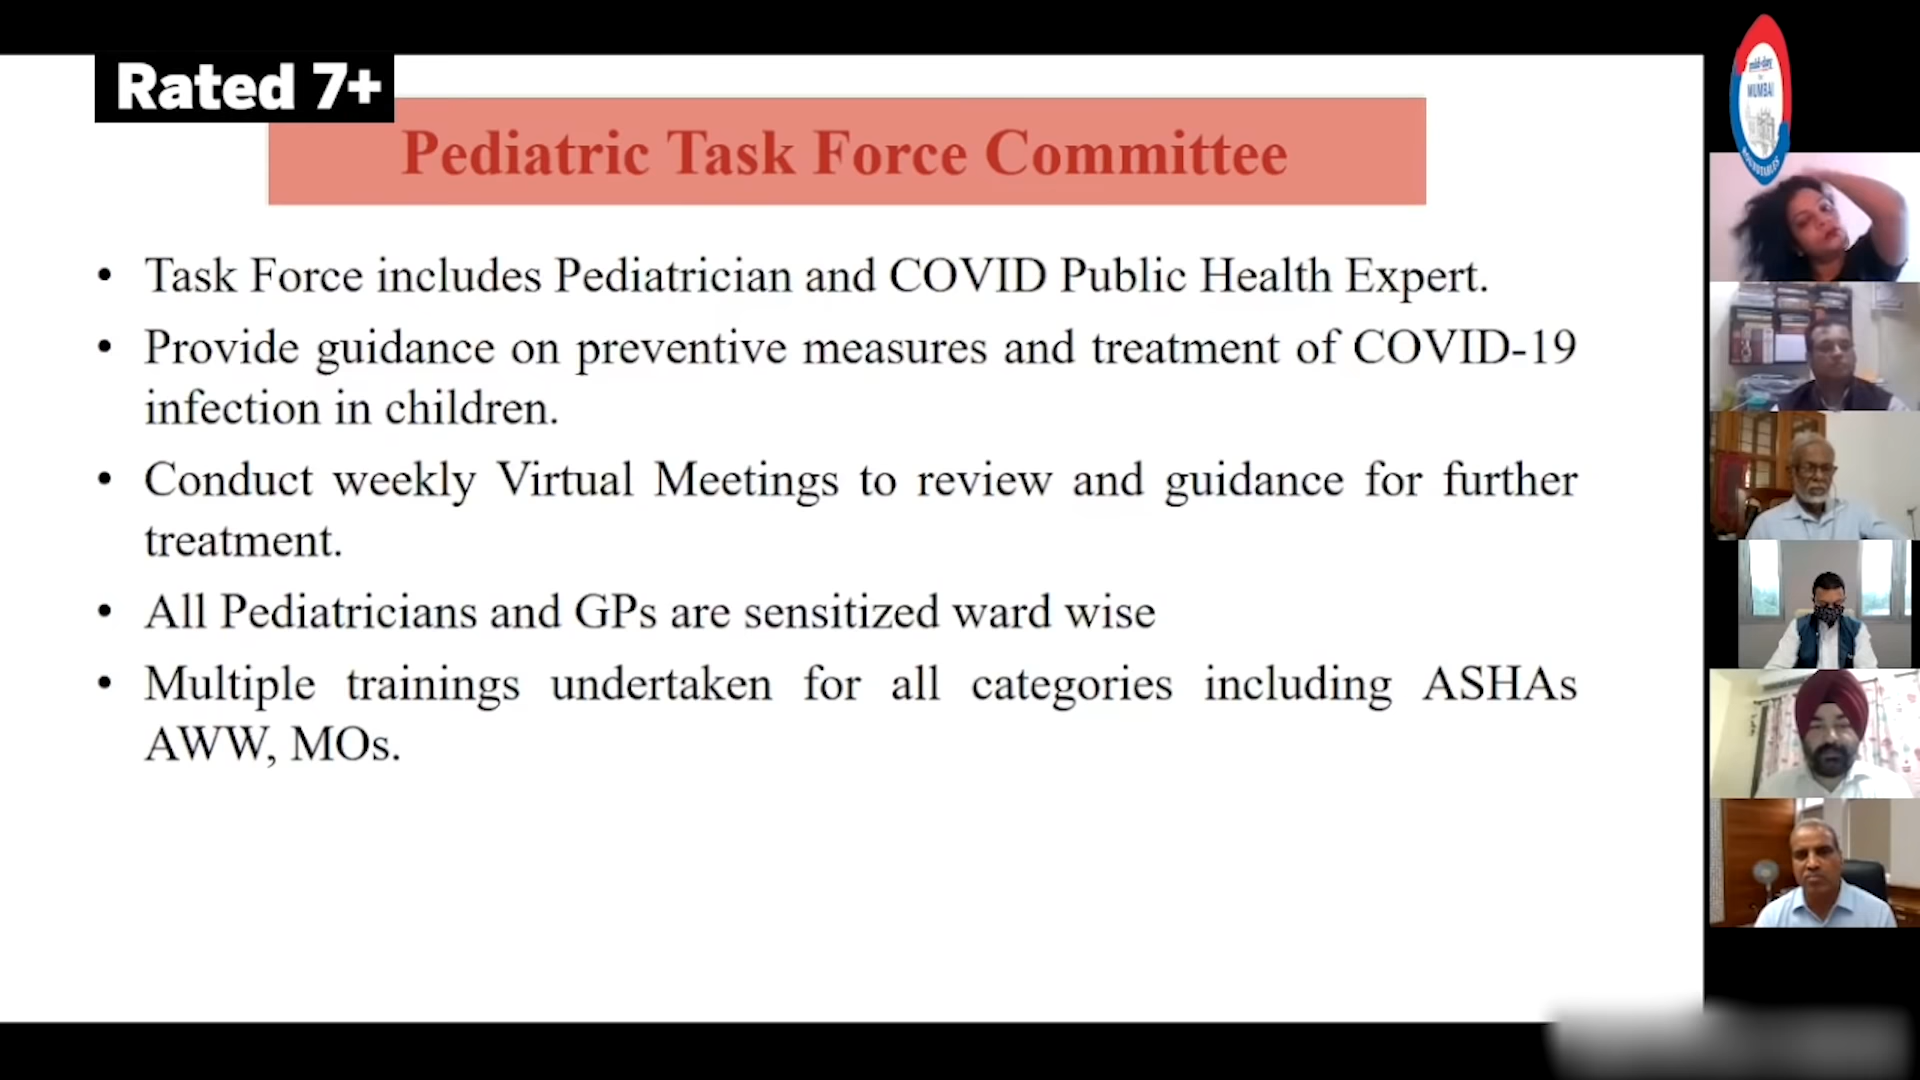 Rated 7+
Pediatric Task Force Committee
• Task Force includes Pediatrician and COVID Public Health Expert.
• Provide guidance on preventive measures and treatment of COVID-19
infection in children.
• Conduct weekly Virtual Meetings to review and guidance for further
treatment.
• All Pediatricians and GPs are sensitized ward wise
• Multiple trainings undertaken for all categories including ASHAs
AWW, MOs.
mid-day
MUMBAI